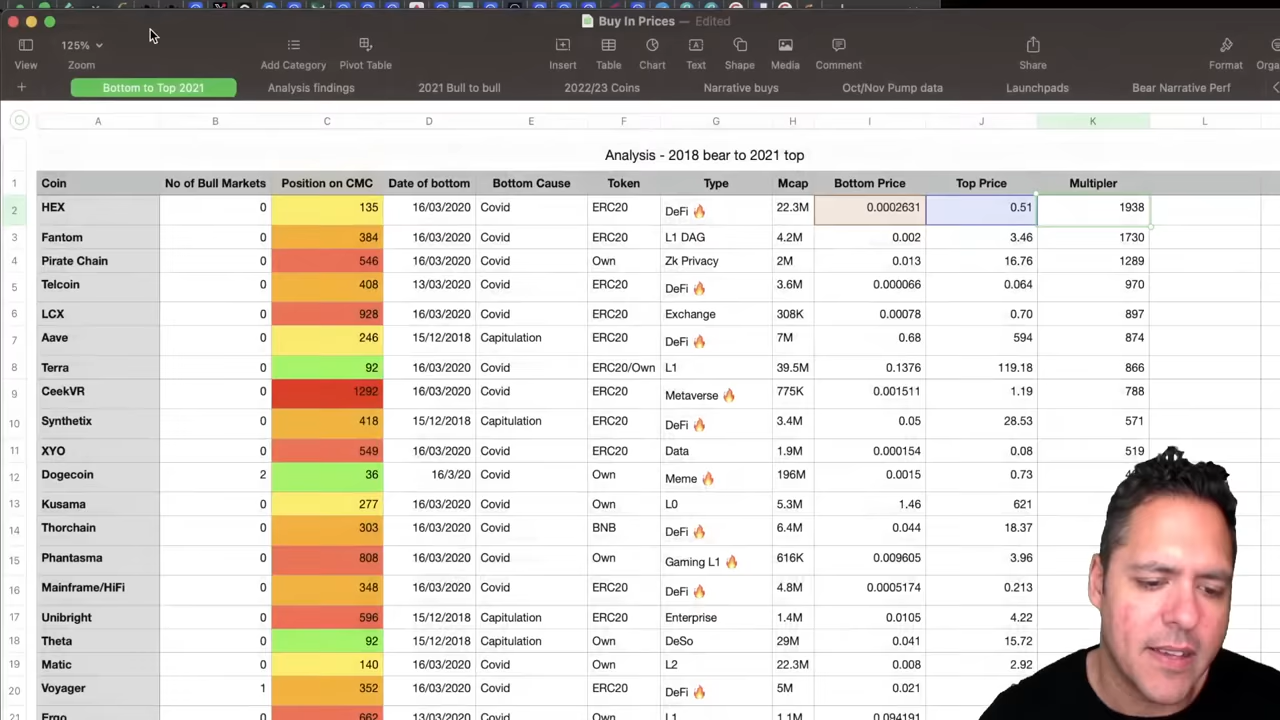 Buy In Prices — Edited
125%
View Zoom Add Category Pivot Table Insert Table Chart Text Shape Media Comment Share Format
Bottom to Top 2021 Analysis findings 2021 Bull to bull 2022/23 Coins Narrative buys Oct/Nov Pump data Launchpads Bear Narrative Perf
A B C D E F G H I J K L
Analysis - 2018 bear to 2021 top
1 Coin No of Bull Markets Position on CMC Date of bottom Bottom Cause Token Type Mcap Bottom Price Top Price Multipler
2 HEX 0 135 16/03/2020 Covid ERC20 DeFi 🔥 22.3M 0.0002631 0.51 1938
3 Fantom 0 384 16/03/2020 Covid ERC20 L1 DAG 4.2M 0.002 3.46 1730
4 Pirate Chain 0 546 16/03/2020 Covid Own Zk Privacy 2M 0.013 16.76 1289
5 Telcoin 0 408 13/03/2020 Covid ERC20 DeFi 🔥 3.6M 0.000066 0.064 970
6 LCX 0 928 16/03/2020 Covid ERC20 Exchange 308K 0.00078 0.70 897
7 Aave 0 246 15/12/2018 Capitulation ERC20 DeFi 🔥 7M 0.68 594 874
8 Terra 0 92 16/03/2020 Covid ERC20/Own L1 39.5M 0.1376 119.18 866
9 CeekVR 0 1292 16/03/2020 Covid ERC20 Metaverse 🔥 775K 0.001511 1.19 788
10 Synthetix 0 418 15/12/2018 Capitulation ERC20 DeFi 🔥 3.4M 0.05 28.53 571
11 XYO 0 549 16/03/2020 Covid ERC20 Data 1.9M 0.000154 0.08 519
12 Dogecoin 2 36 16/3/20 Covid Own Meme 🔥 196M 0.0015 0.73
13 Kusama 0 277 16/03/2020 Covid Own L0 5.3M 1.46 621
14 Thorchain 0 303 16/03/2020 Covid BNB DeFi 🔥 6.4M 0.044 18.37
15 Phantasma 0 808 16/03/2020 Covid Own Gaming L1 🔥 616K 0.009605 3.96
16 Mainframe/HiFi 0 348 16/03/2020 Covid ERC20 DeFi 🔥 4.8M 0.0005174 0.213
17 Unibright 0 596 15/12/2018 Capitulation ERC20 Enterprise 1.4M 0.0105 4.22
18 Theta 0 92 15/12/2018 Capitulation Own DeSo 29M 0.041 15.72
19 Matic 0 140 16/03/2020 Covid Own L2 22.3M 0.008 2.92
20 Voyager 1 352 16/03/2020 Covid ERC20 DeFi 🔥 5M 0.021
21 Ergo 0 662 13/03/2020 Covid Own L1 1.1M 0.094191